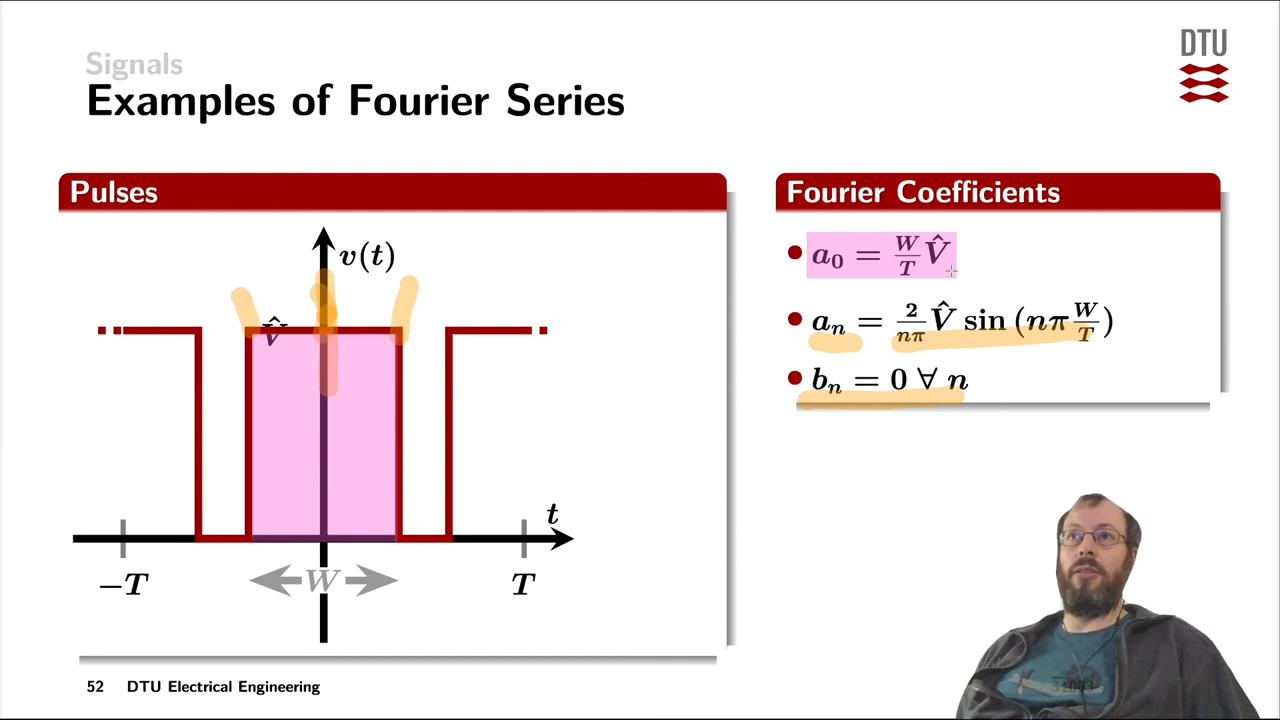 DTU
Signals
Examples of Fourier Series
Pulses
v(t)
V̂
t
−T
W
T
Fourier Coefficients
• a₀ = W/T V̂
• aₙ = 2/nπ V̂ sin (nπ W/T)
• bₙ = 0 ∀ n
52 DTU Electrical Engineering